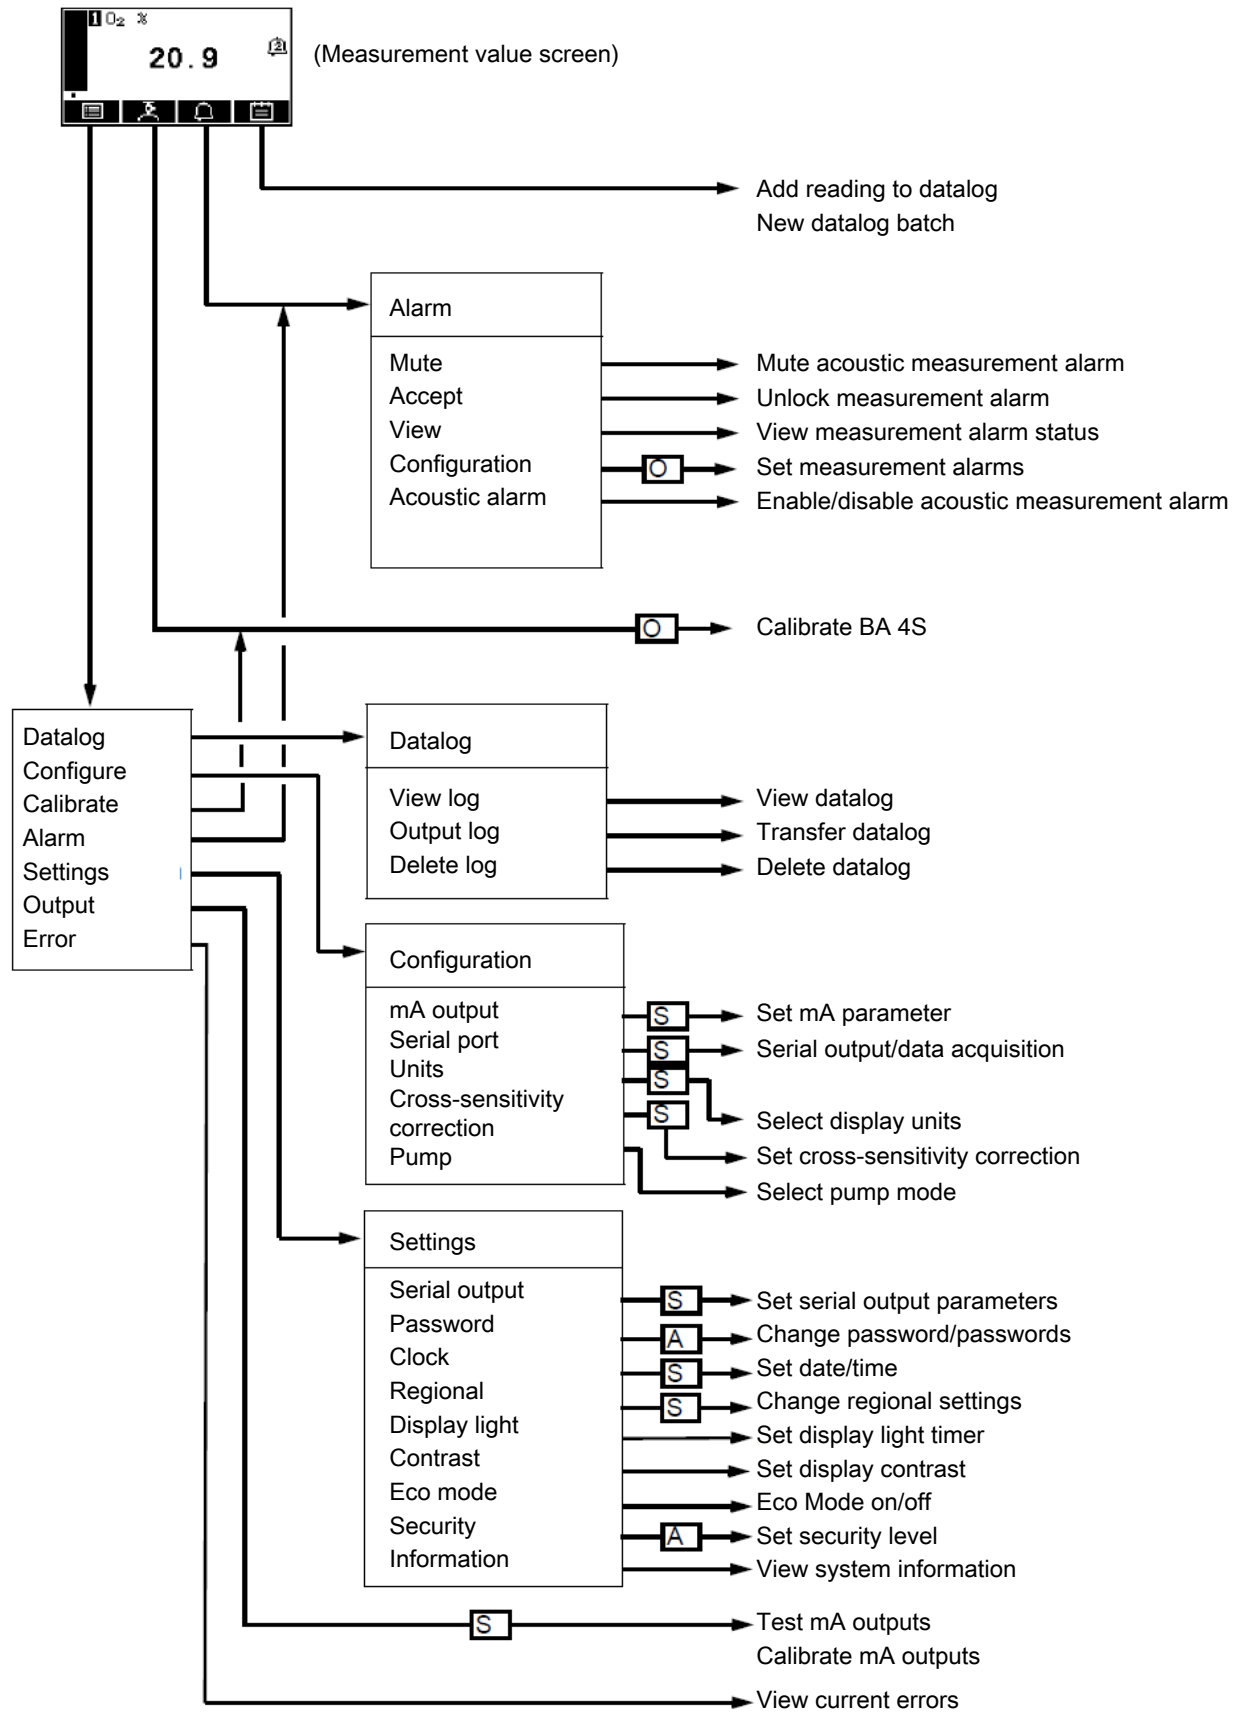 1 O2 %
20.9
2
(Measurement value screen)
Add reading to datalog
New datalog batch
Alarm
Mute
Mute acoustic measurement alarm
Accept
Unlock measurement alarm
View
View measurement alarm status
Configuration
O
Set measurement alarms
Acoustic alarm
Enable/disable acoustic measurement alarm
O
Calibrate BA 4S
Datalog
Configure
Calibrate
Alarm
Settings
Output
Error
Datalog
View log
View datalog
Output log
Transfer datalog
Delete log
Delete datalog
Configuration
mA output
S
Set mA parameter
Serial port
S
Serial output/data acquisition
Units
S
Select display units
Cross-sensitivity
correction
S
Set cross-sensitivity correction
Pump
Select pump mode
Settings
Serial output
S
Set serial output parameters
Password
A
Change password/passwords
Clock
S
Set date/time
Regional
S
Change regional settings
Display light
Set display light timer
Contrast
Set display contrast
Eco mode
Eco Mode on/off
Security
A
Set security level
Information
View system information
S
Test mA outputs
Calibrate mA outputs
View current errors